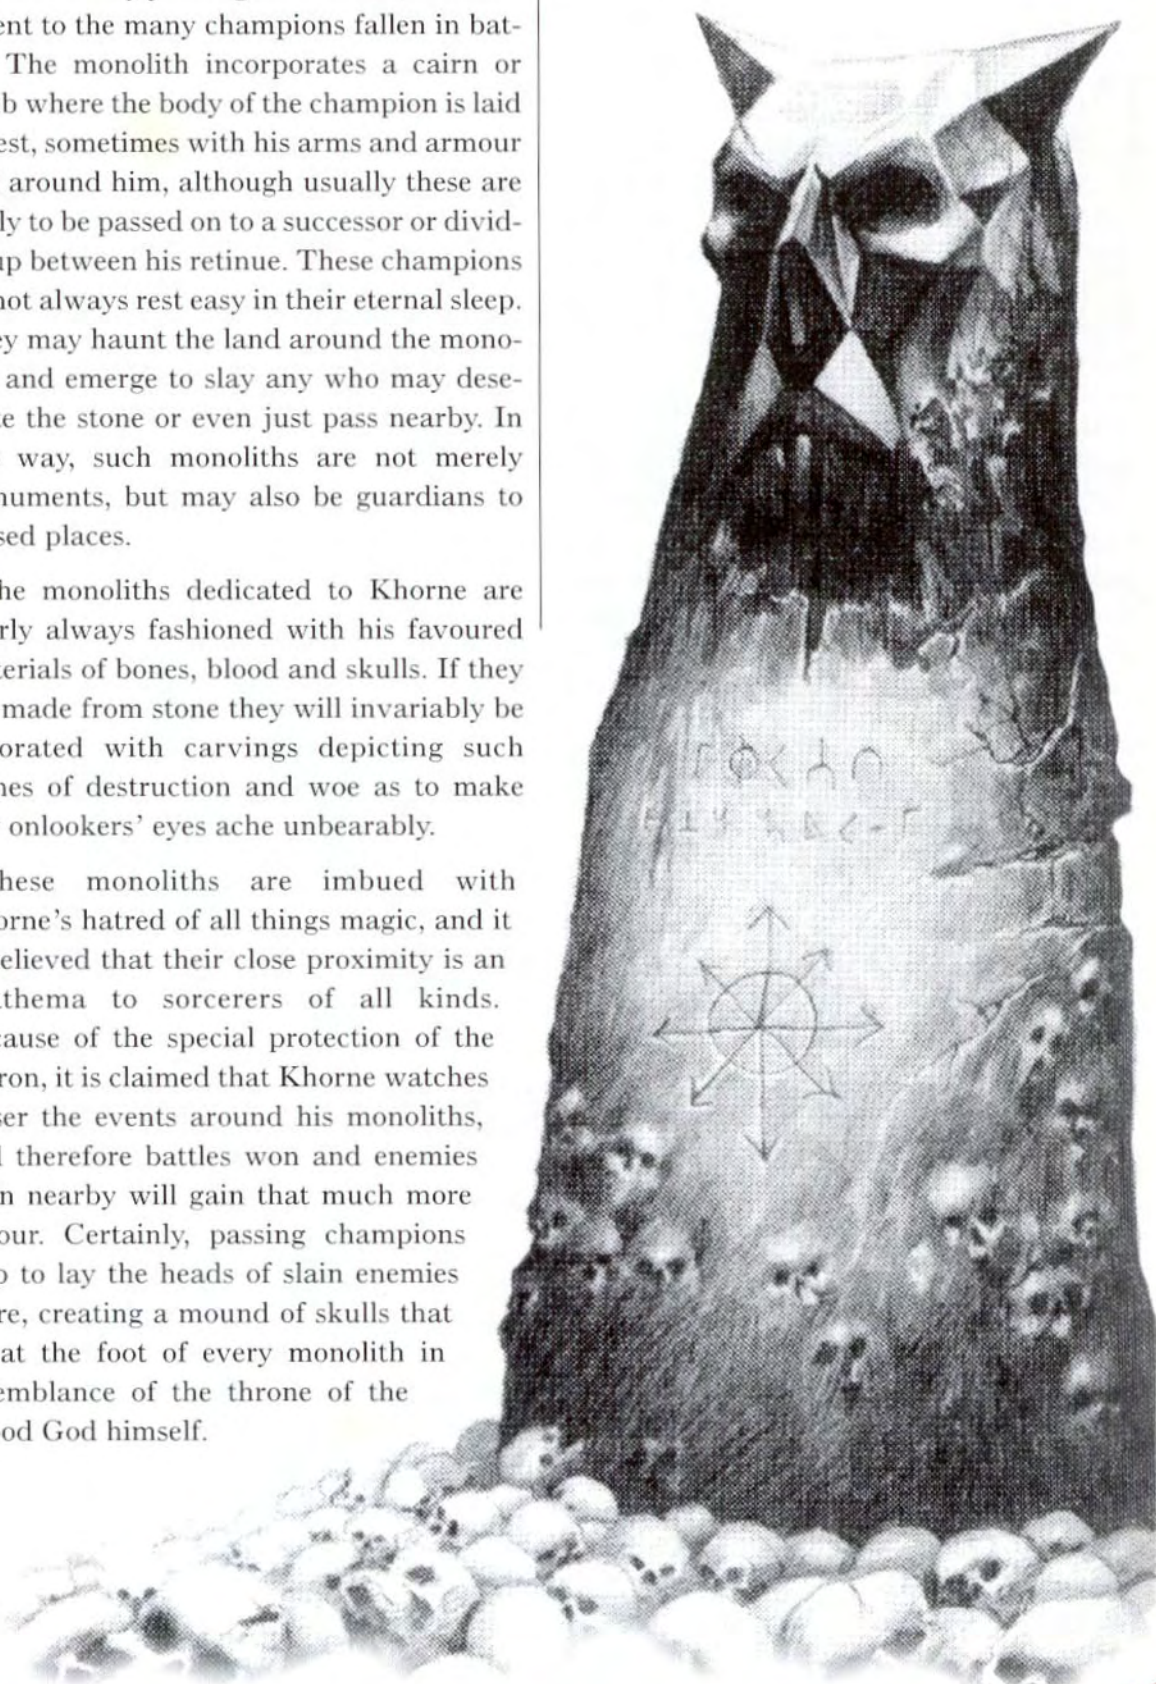 ent to the many champions fallen in bat-
The monolith incorporates a cairn or
b where the body of the champion is laid
est, sometimes with his arms and armour
around him, although usually these are
ly to be passed on to a successor or divid-
up between his retinue. These champions
not always rest easy in their eternal sleep.
ey may haunt the land around the mono-
and emerge to slay any who may dese-
te the stone or even just pass nearby. In
way, such monoliths are not merely
numents, but may also be guardians to
sed places.
he monoliths dedicated to Khorne are
rly always fashioned with his favoured
terials of bones, blood and skulls. If they
made from stone they will invariably be
orated with carvings depicting such
nes of destruction and woe as to make
onlookers' eyes ache unbearably.
hese monoliths are imbued with
orne's hatred of all things magic, and it
elieved that their close proximity is an
thema to sorcerers of all kinds.
cause of the special protection of the
ron, it is claimed that Khorne watches
ser the events around his monoliths,
d therefore battles won and enemies
in nearby will gain that much more
our. Certainly, passing champions
p to lay the heads of slain enemies
re, creating a mound of skulls that
at the foot of every monolith in
emblance of the throne of the
ood God himself.